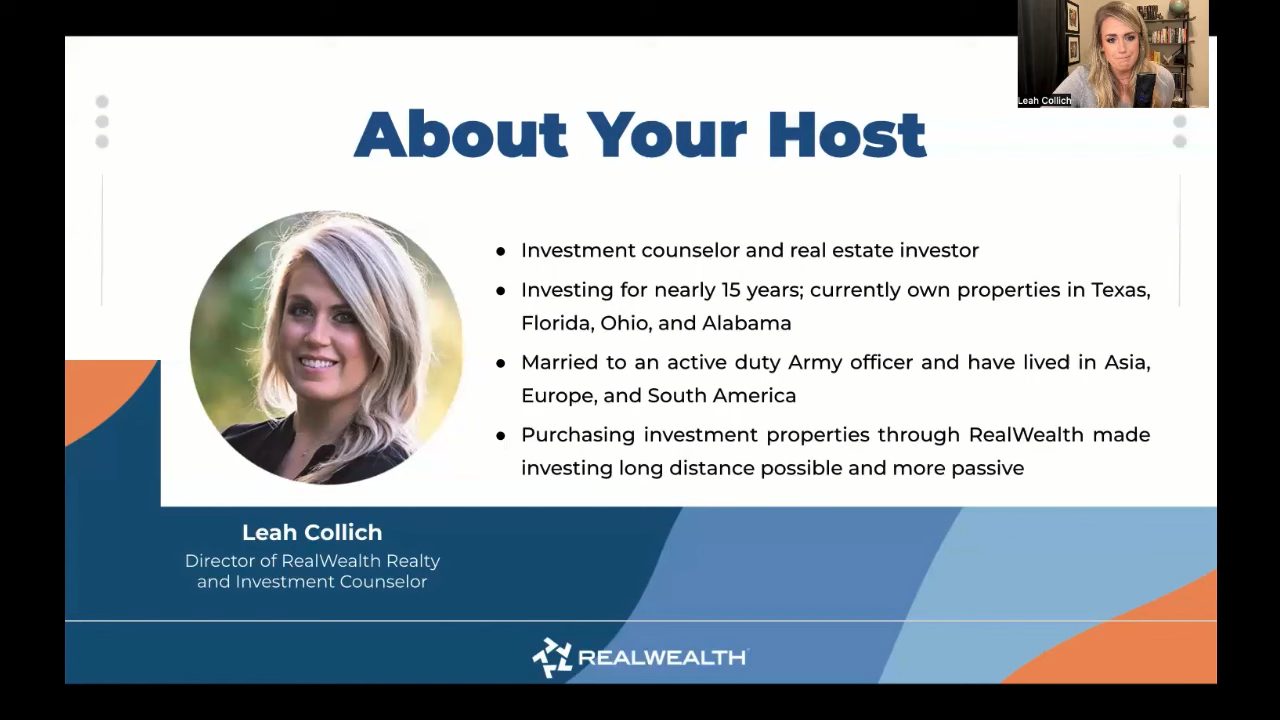 Leah Collich
About Your Host
● Investment counselor and real estate investor
● Investing for nearly 15 years; currently own properties in Texas,
Florida, Ohio, and Alabama
● Married to an active duty Army officer and have lived in Asia,
Europe, and South America
● Purchasing investment properties through RealWealth made
investing long distance possible and more passive
Leah Collich
Director of RealWealth Realty
and Investment Counselor
REALWEALTH